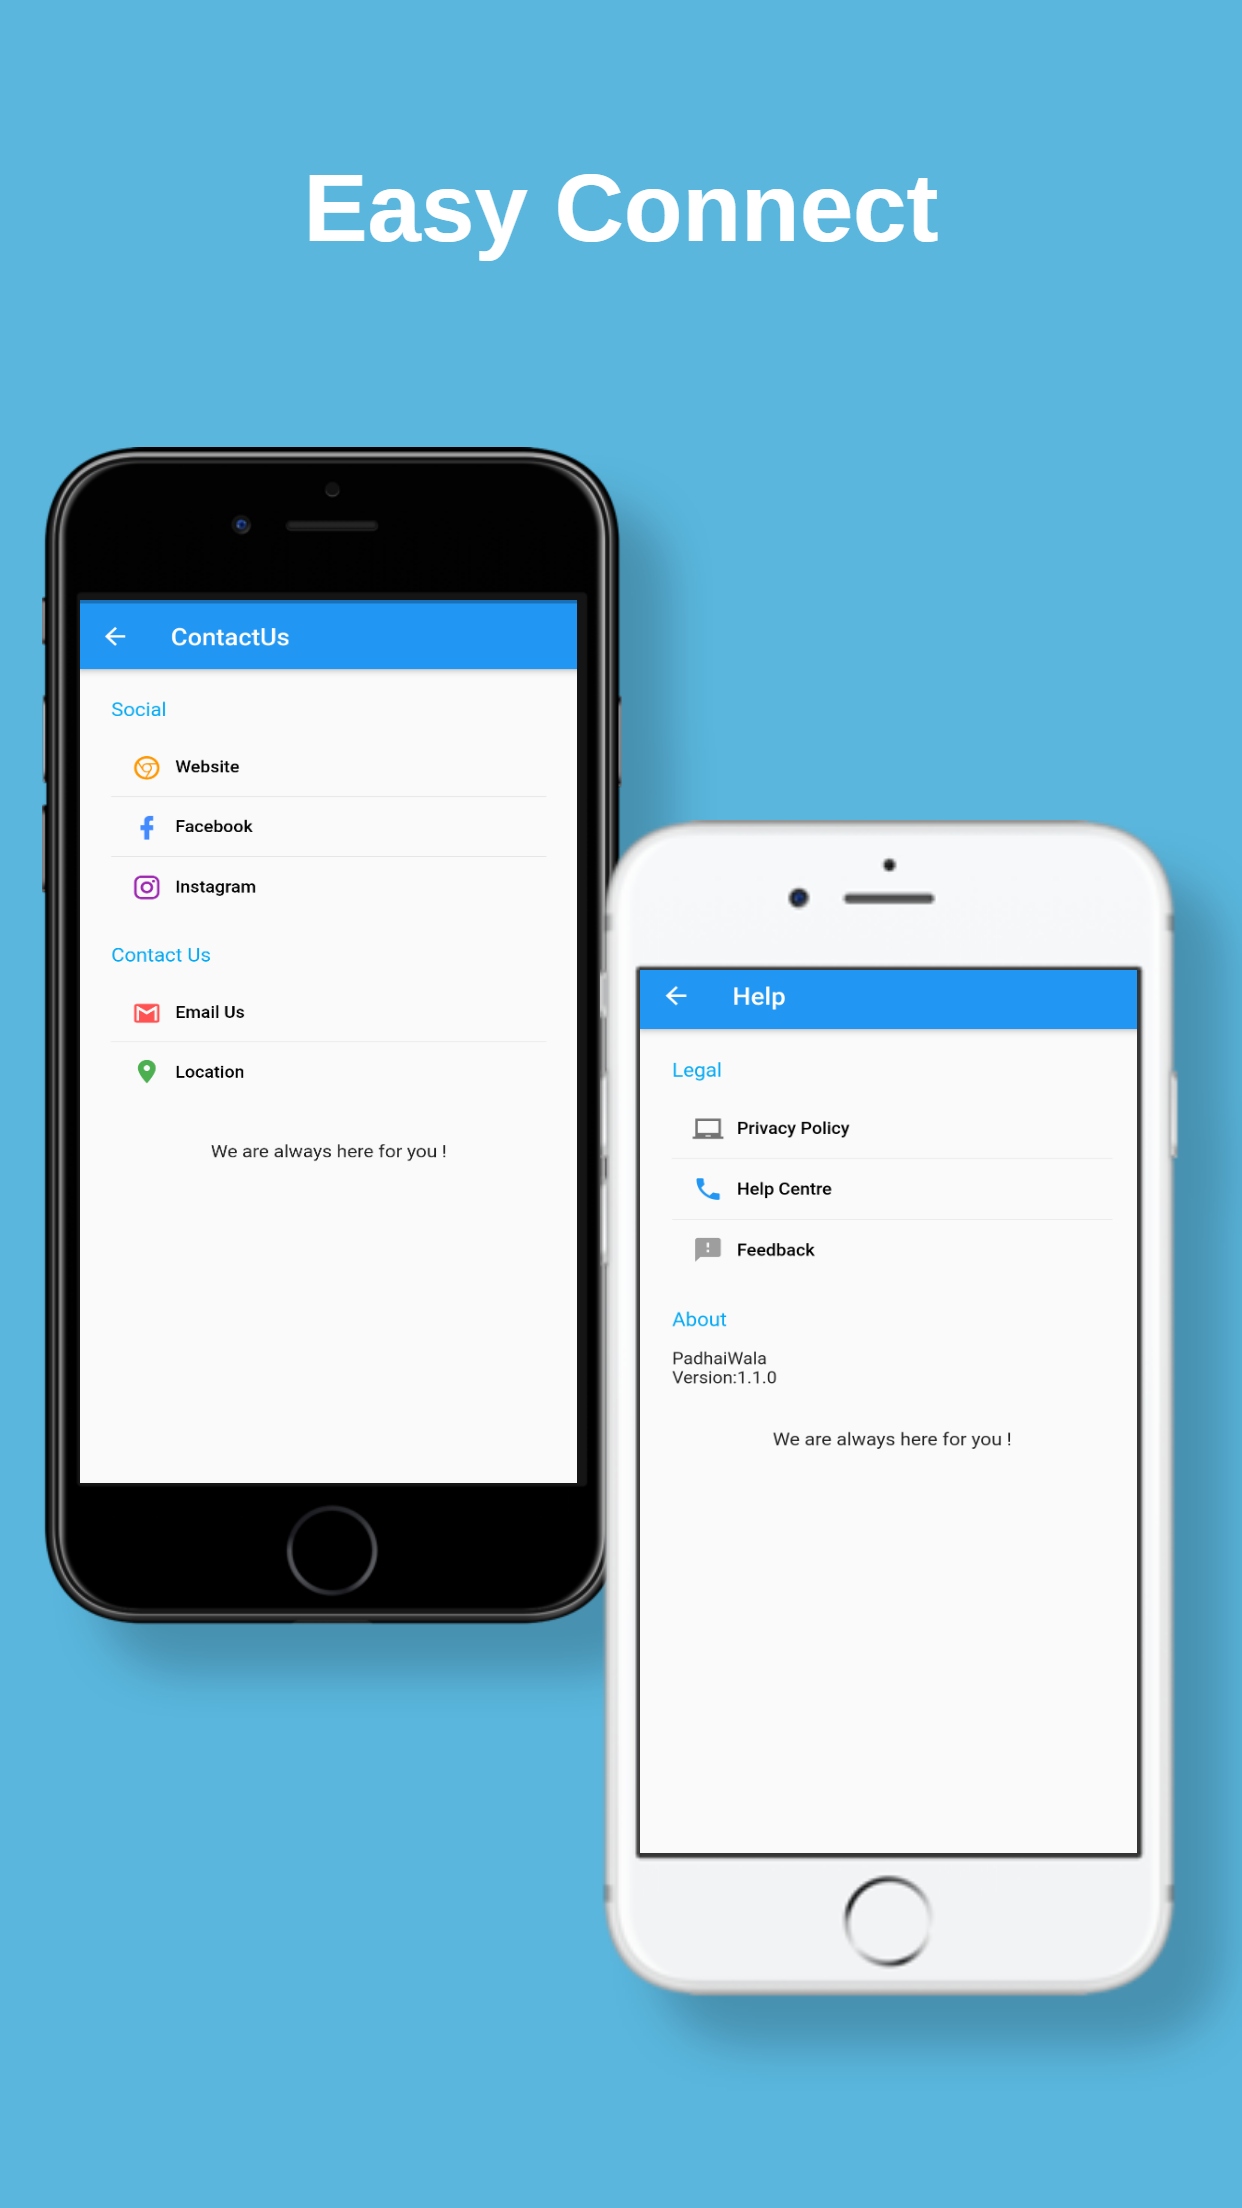 Easy Connect
ContactUs
Social
Website
Facebook
Instagram
Contact Us
Email Us
Location
We are always here for you !
Help
Legal
Privacy Policy
Help Centre
Feedback
About
PadhaiWala
Version:1.1.0
We are always here for you !